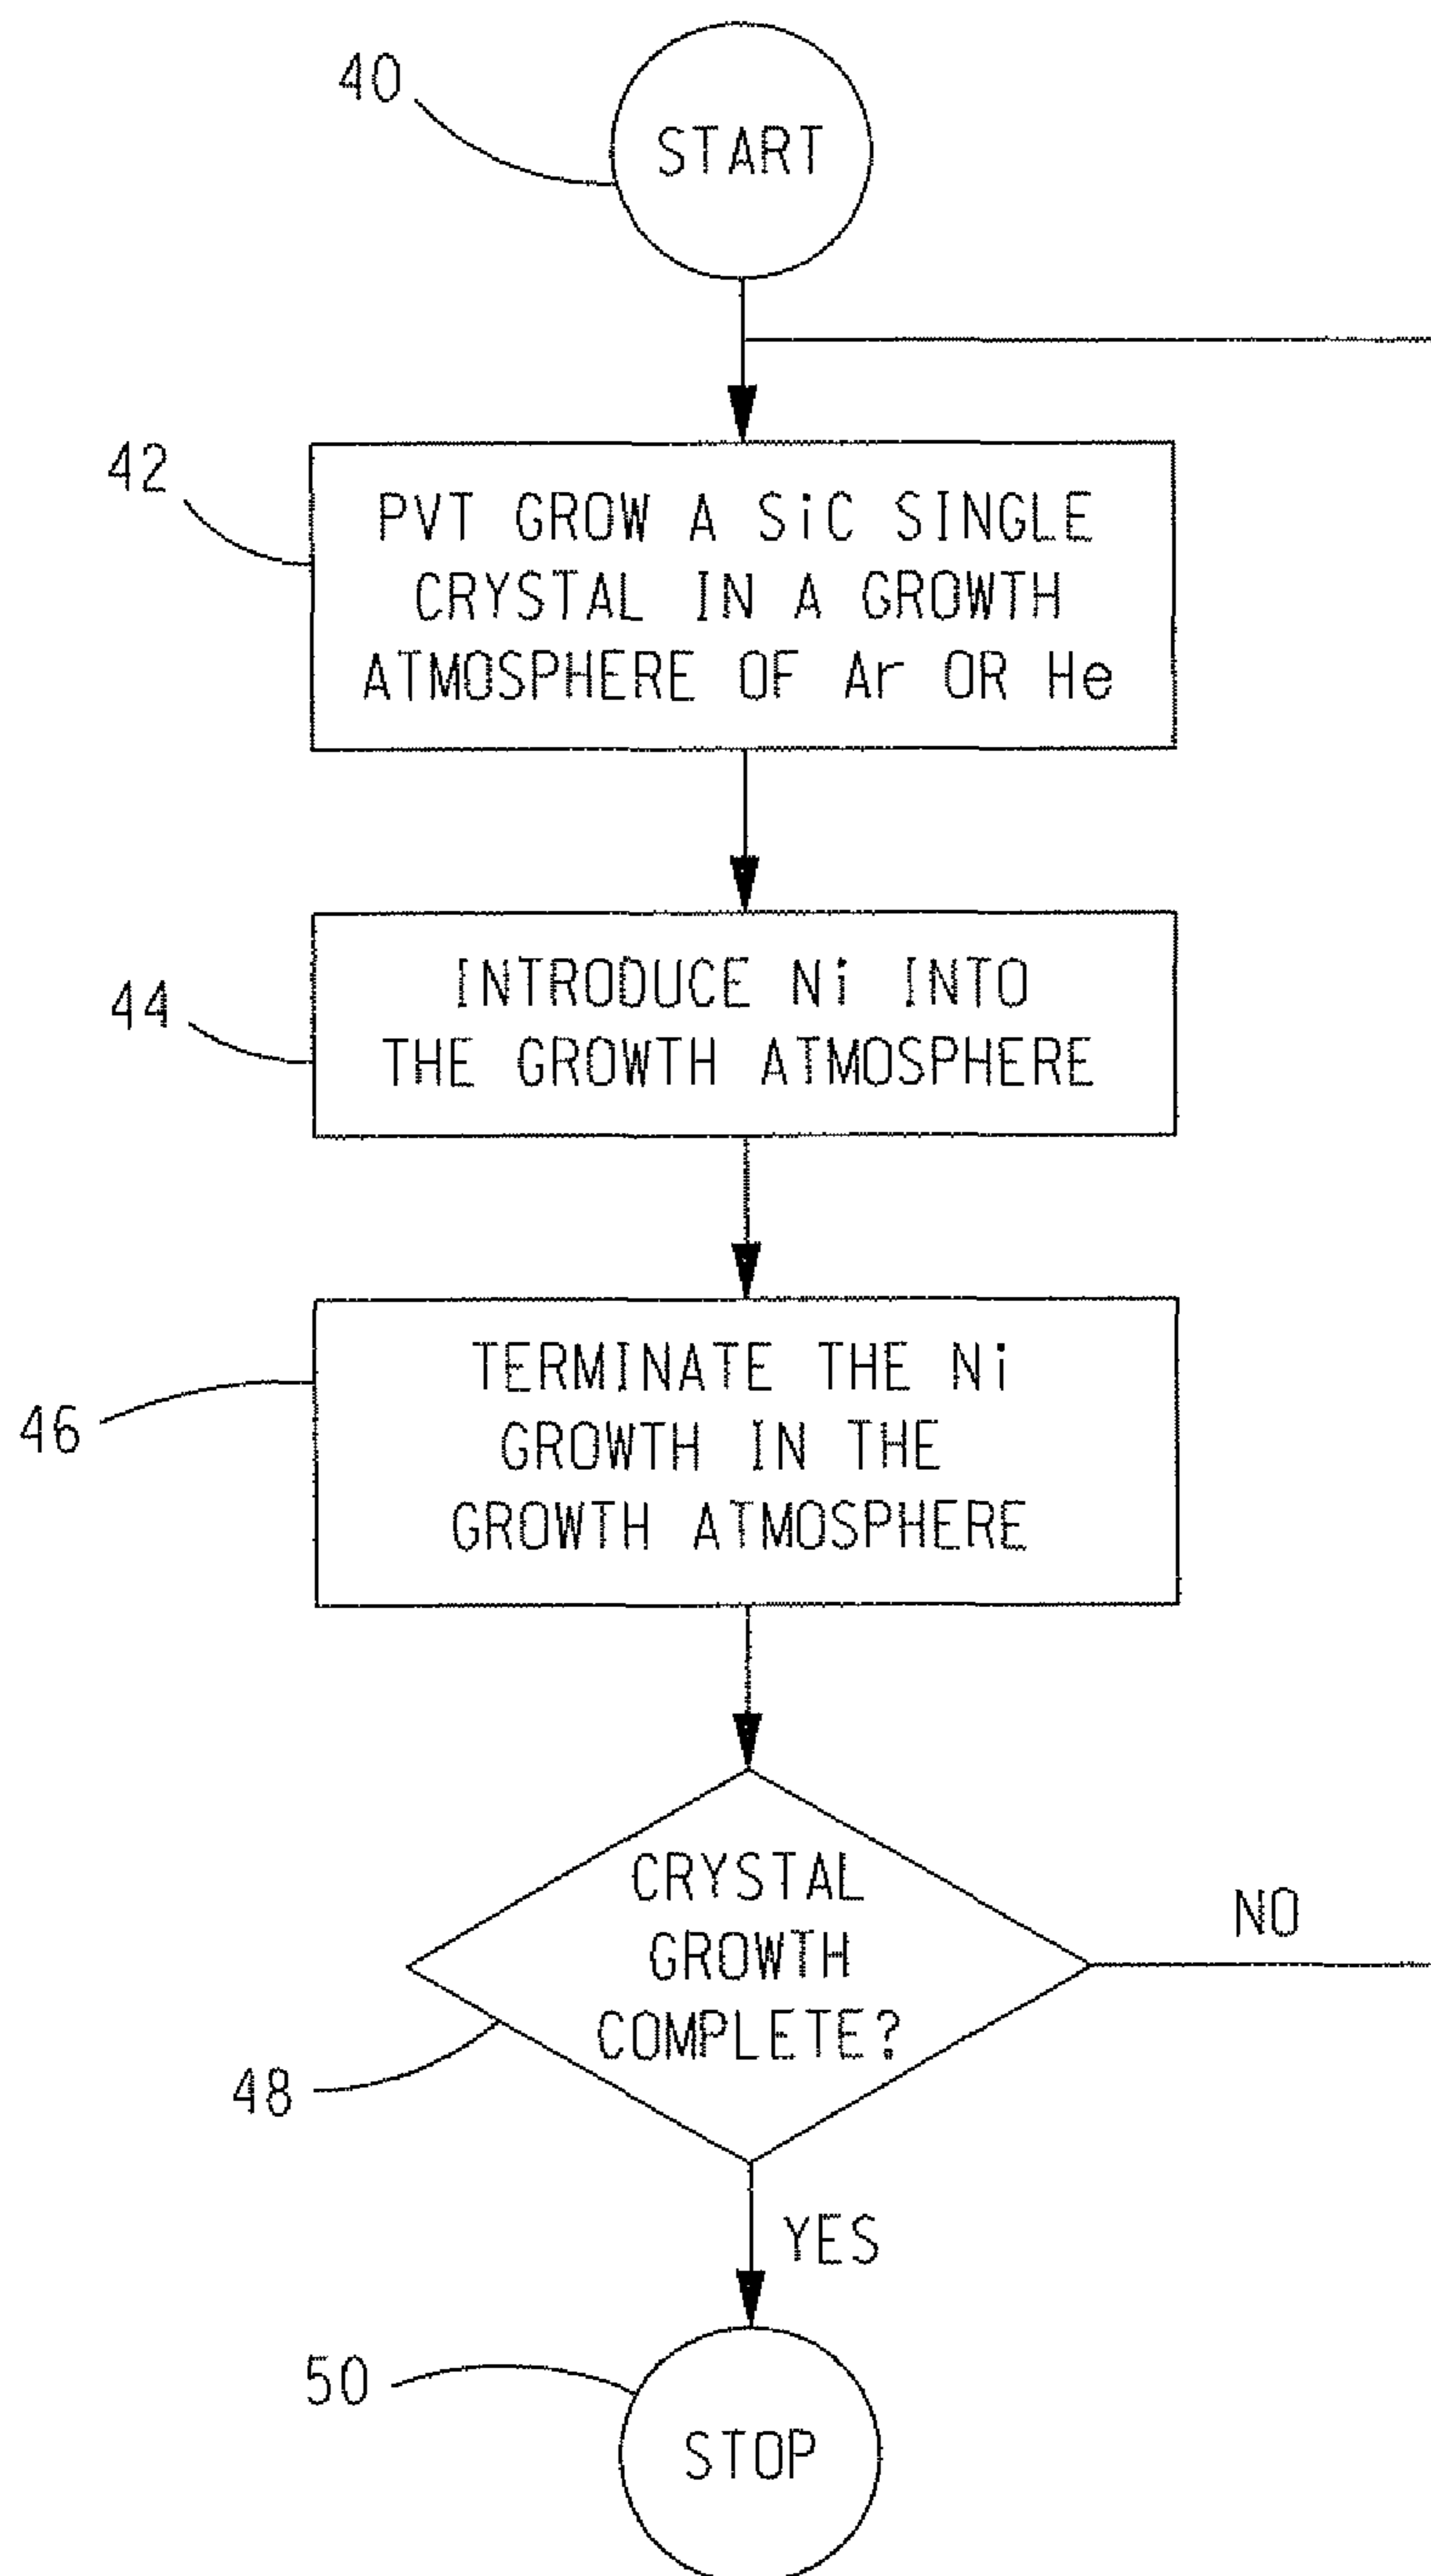 40
START
42
PVT GROW A SiC SINGLE
CRYSTAL IN A GROWTH
ATMOSPHERE OF Ar OR He
44
INTRODUCE Ni INTO
THE GROWTH ATMOSPHERE
46
TERMINATE THE Ni
GROWTH IN THE
GROWTH ATMOSPHERE
CRYSTAL
GROWTH
COMPLETE?
NO
48
YES
50
STOP